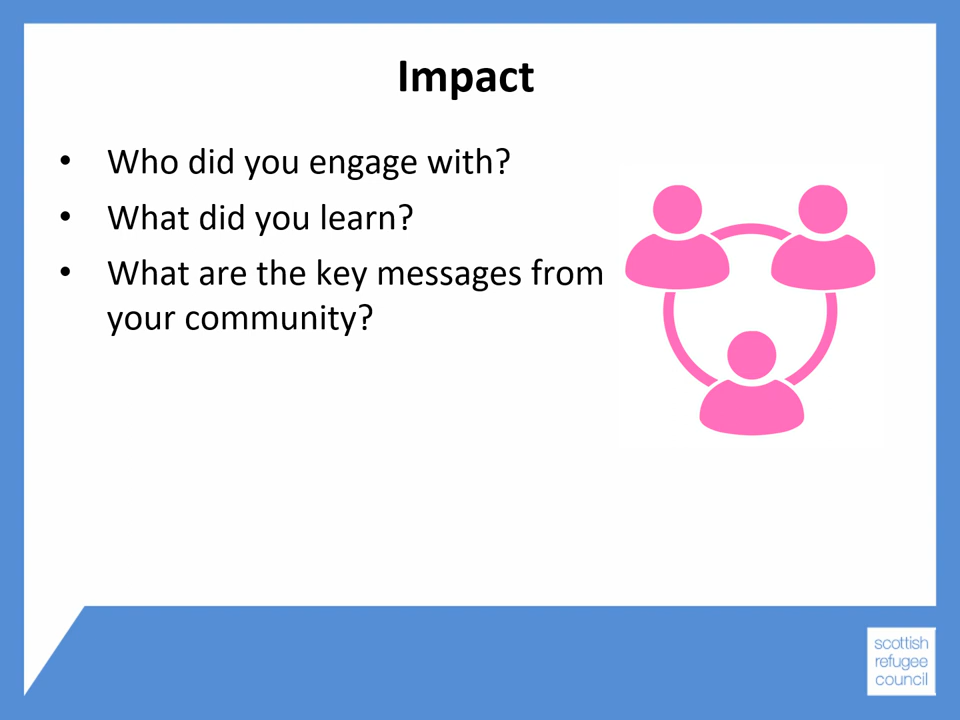 Impact
• Who did you engage with?
• What did you learn?
• What are the key messages from
your community?
scottish
refugee
council